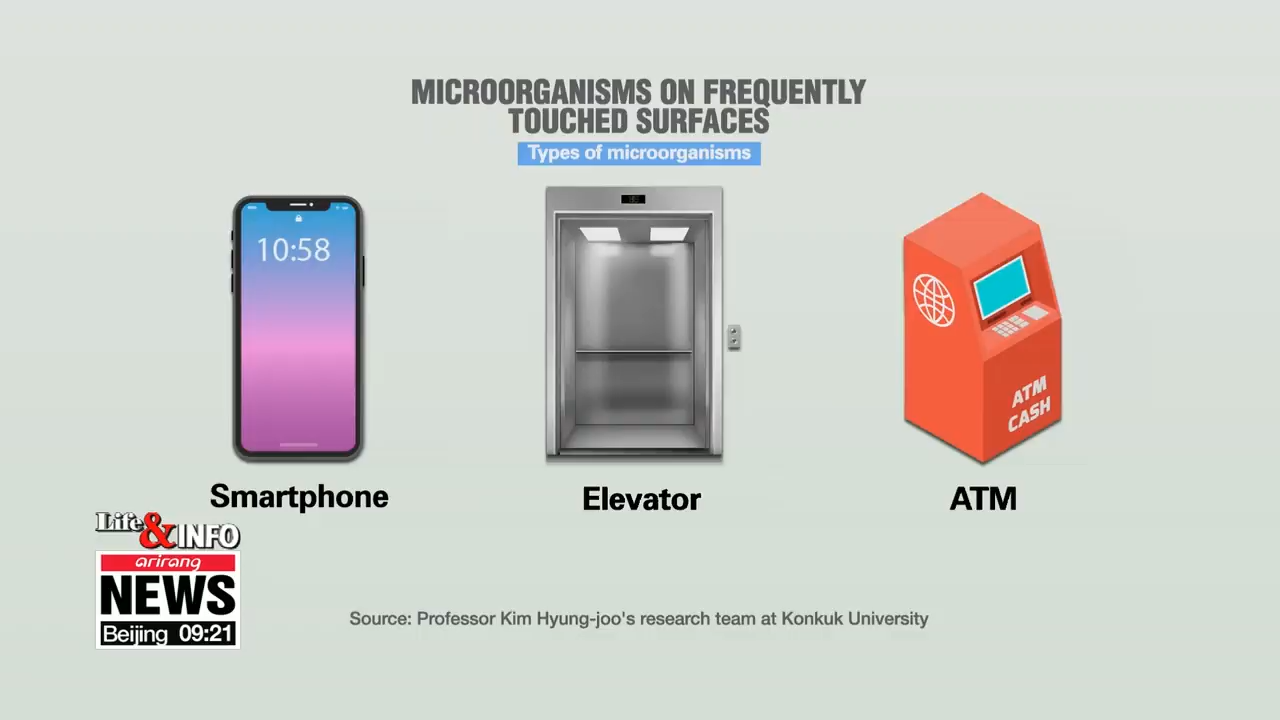 MICROORGANISMS ON FREQUENTLY
TOUCHED SURFACES
Types of microorganisms
10:58
ATM
CASH
Smartphone
Elevator
ATM
Life & INFO
arirang
NEWS
Beijing 09:21
Source: Professor Kim Hyung-joo's research team at Konkuk University